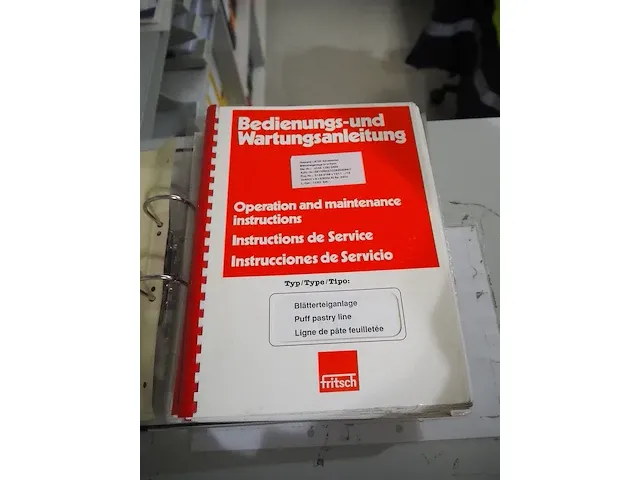 Bedienungs-und
Wartungsanleitung
Operation and maintenance
instructions
Instructions de Service
Instrucciones de Servicio
Typ/Type/Tipo:
Blätterteiganlage
Puff pastry line
Ligne de pâte feuilletée
fritsch